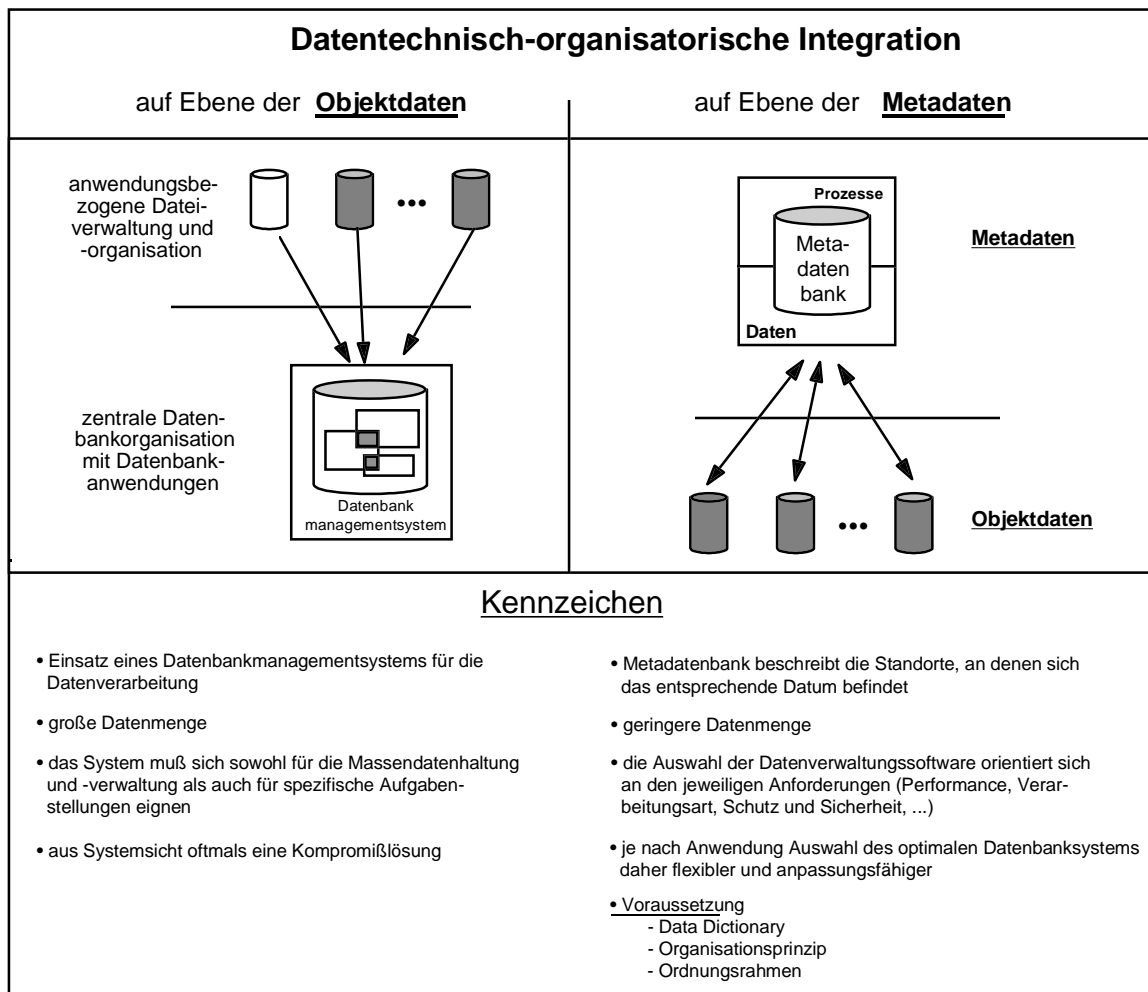 Datentechnisch-organisatorische Integration
auf Ebene der Objektdaten
auf Ebene der Metadaten
anwendungsbe-
zogene Datei-
verwaltung und
-organisation
•••
zentrale Daten-
bankorganisation
mit Datenbank-
anwendungen
Datenbank
managementsystem
Prozesse
Meta-
daten
bank
Daten
Metadaten
•••
Objektdaten
Kennzeichen
• Einsatz eines Datenbankmanagementsystems für die
Datenverarbeitung
• große Datenmenge
• das System muß sich sowohl für die Massendatenhaltung
und -verwaltung als auch für spezifische Aufgaben-
stellungen eignen
• aus Systemsicht oftmals eine Kompromißlösung
• Metadatenbank beschreibt die Standorte, an denen sich
das entsprechende Datum befindet
• geringere Datenmenge
• die Auswahl der Datenverwaltungssoftware orientiert sich
an den jeweiligen Anforderungen (Performance, Verar-
beitungsart, Schutz und Sicherheit, ...)
• je nach Anwendung Auswahl des optimalen Datenbanksystems
daher flexibler und anpassungsfähiger
• Voraussetzung
- Data Dictionary
- Organisationsprinzip
- Ordnungsrahmen